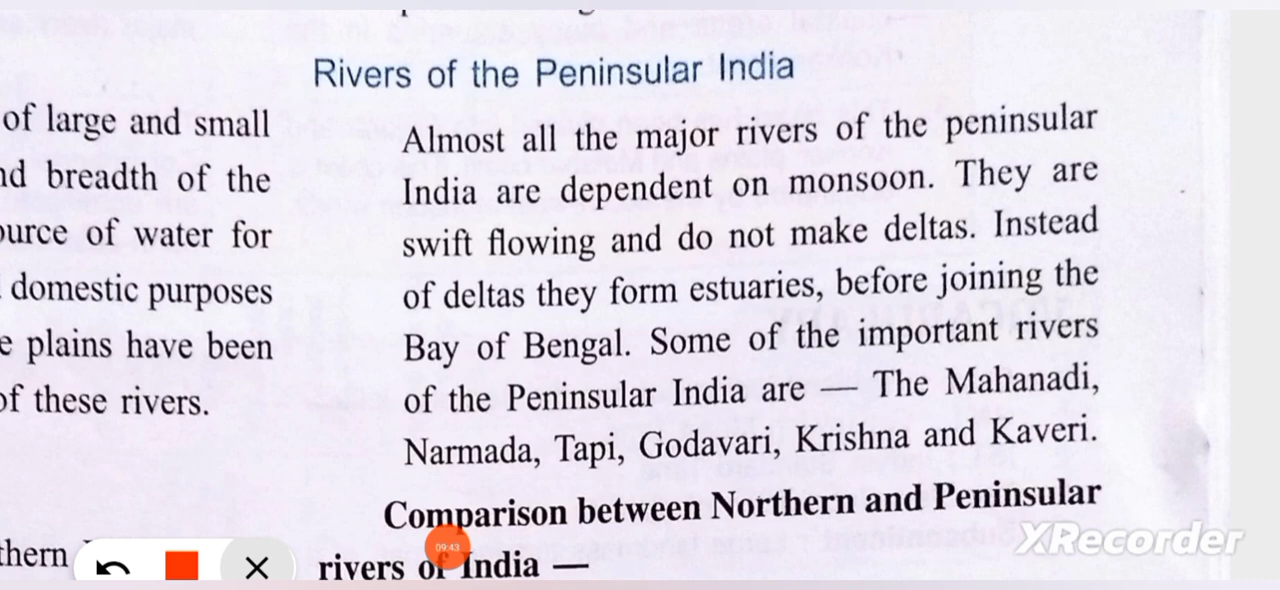 Rivers of the Peninsular India
of large and small
breadth of the
of water for
domestic purposes
plains have been
of these rivers.
Almost all the major rivers of the peninsular
India are dependent on monsoon. They are
swift flowing and do not make deltas. Instead
of deltas they form estuaries, before joining the
Bay of Bengal. Some of the important rivers
of the Peninsular India are — The Mahanadi,
Narmada, Tapi, Godavari, Krishna and Kaveri.
Comparison between Northern and Peninsular
rivers of India —
09:43
XRecorder